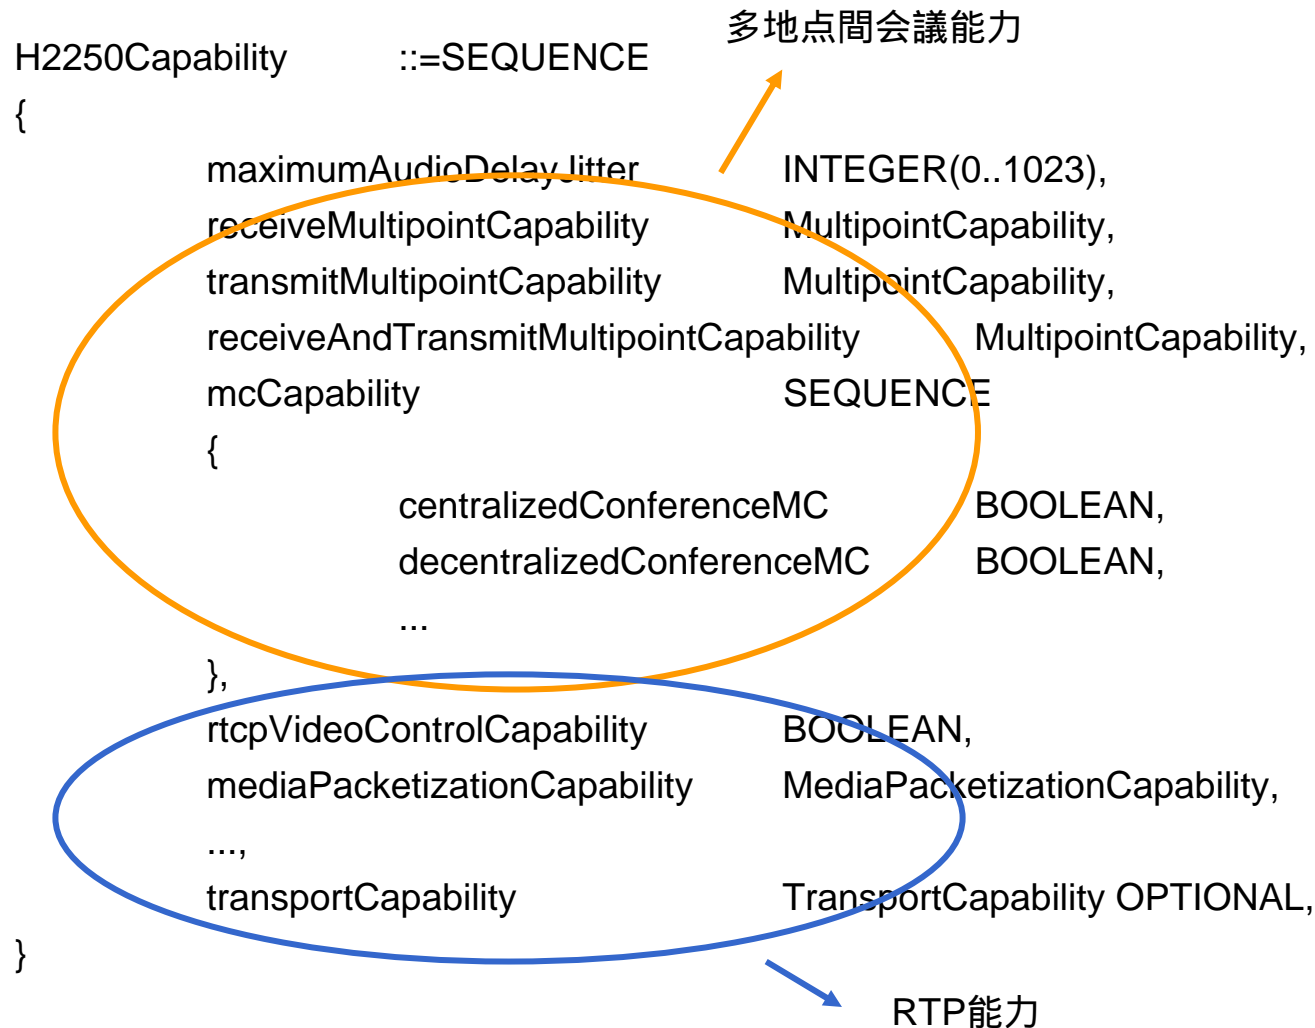 多地点間会議能力
H2250Capability ::=SEQUENCE
{
maximumAudioDelayJitter INTEGER(0..1023),
receiveMultipointCapability MultipointCapability,
transmitMultipointCapability MultipointCapability,
receiveAndTransmitMultipointCapability MultipointCapability,
mcCapability SEQUENCE
{
centralizedConferenceMC BOOLEAN,
decentralizedConferenceMC BOOLEAN,
...
},
rtcpVideoControlCapability BOOLEAN,
mediaPacketizationCapability MediaPacketizationCapability,
...,
transportCapability TransportCapability OPTIONAL,
}
RTP能力